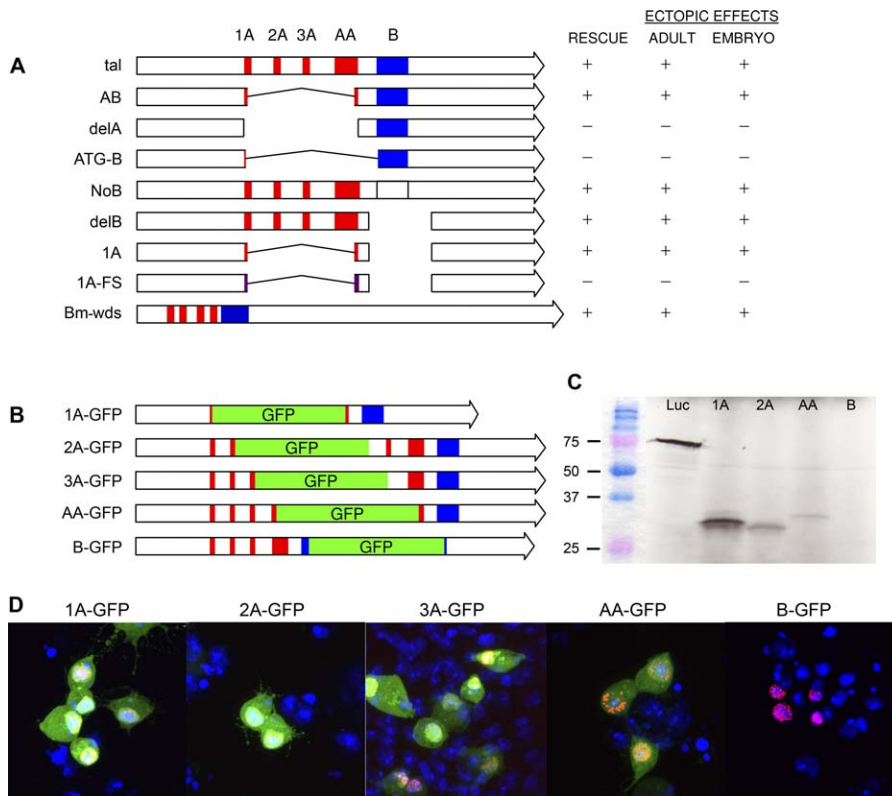 ECTOPIC EFFECTS
1A 2A 3A AA B RESCUE ADULT EMBRYO
A tal + + +
AB + + +
delA − − −
ATG-B − − −
NoB + + +
delB + + +
1A + + +
1A-FS − − −
Bm-wds + + +
B
1A-GFP GFP
2A-GFP GFP
3A-GFP GFP
AA-GFP GFP
B-GFP GFP
C
Luc 1A 2A AA B
75
50
37
25
D
1A-GFP 2A-GFP 3A-GFP AA-GFP B-GFP